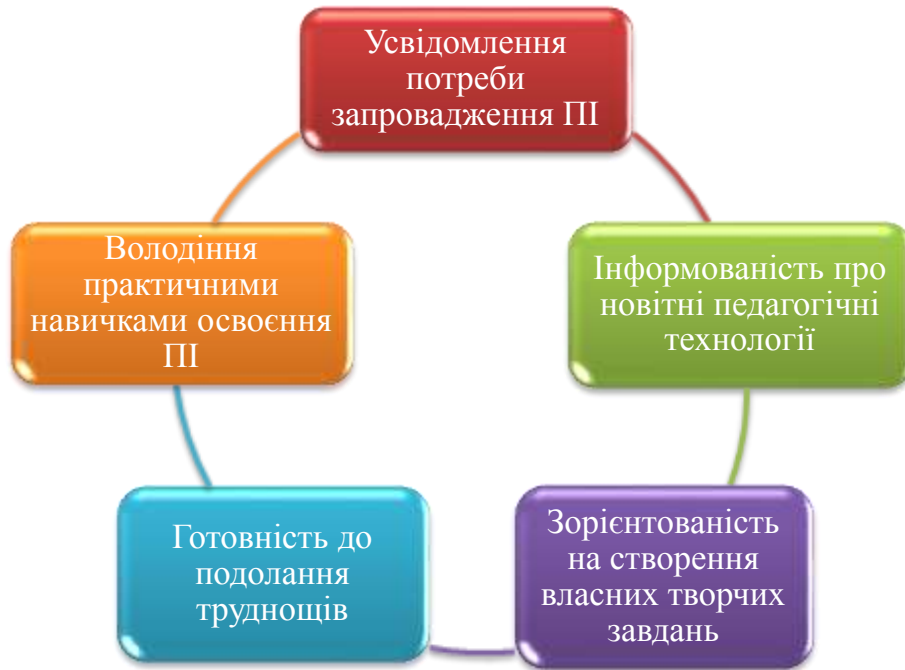 Усвідомлення
потреби
запровадження ПІ
Інформованість про
новітні педагогічні
технології
Зорієнтованість
на створення
власних творчих
завдань
Готовність до
подолання
труднощів
Володіння
практичними
навичками освоєння
ПІ